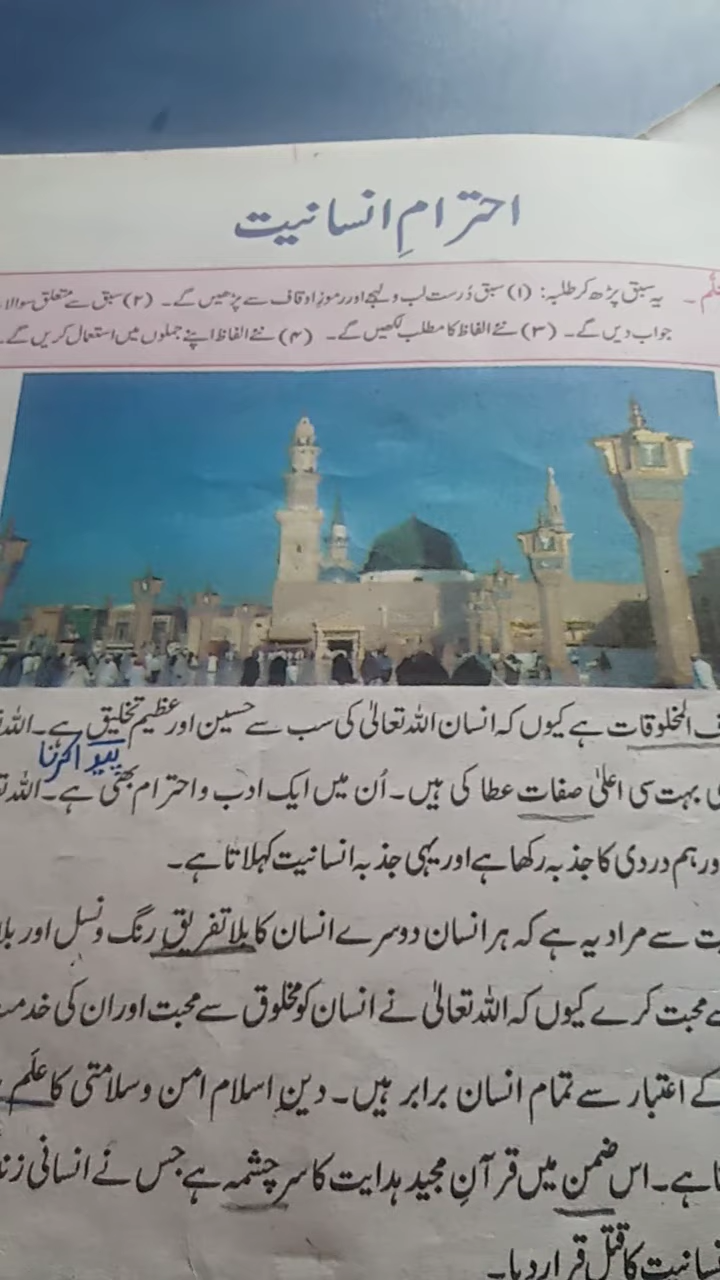 احترامِ انسانیت
یہ سبق پڑھ کر طلبہ: (۱) سبق دُرست لب و لہجے اور رموزِ اوقاف سے پڑھیں گے۔ (۲) سبق سے متعلق
جواب دیں گے۔ (۳) نئے الفاظ کا مطلب لکھیں گے۔ (۴) نئے الفاظ اپنے جملوں میں استعمال کریں گے۔
المخلوقات ہے کیوں کہ انسان اللہ تعالیٰ کی سب سے حسین اور عظیم تخلیق ہے۔
پیدا کرنا
بہت سی اعلیٰ صفات عطا کی ہیں۔ اُن میں ایک ادب و احترام بھی ہے۔
ہم دردی کا جذبہ رکھا ہے اور یہی جذبہ انسانیت کہلاتا ہے۔
سے مراد یہ ہے کہ ہر انسان دوسرے انسان کا بلا تفریق رنگ و نسل اور
محبت کرے کیوں کہ اللہ تعالیٰ نے انسان کو مخلوق سے محبت اور ان کی
کے اعتبار سے تمام انسان برابر ہیں۔ دینِ اسلام امن و سلامتی کا علَم
ہے۔ اس ضمن میں قرآنِ مجید ہدایت کا سرچشمہ ہے جس نے انسانی
کا قتل قرار دیا۔